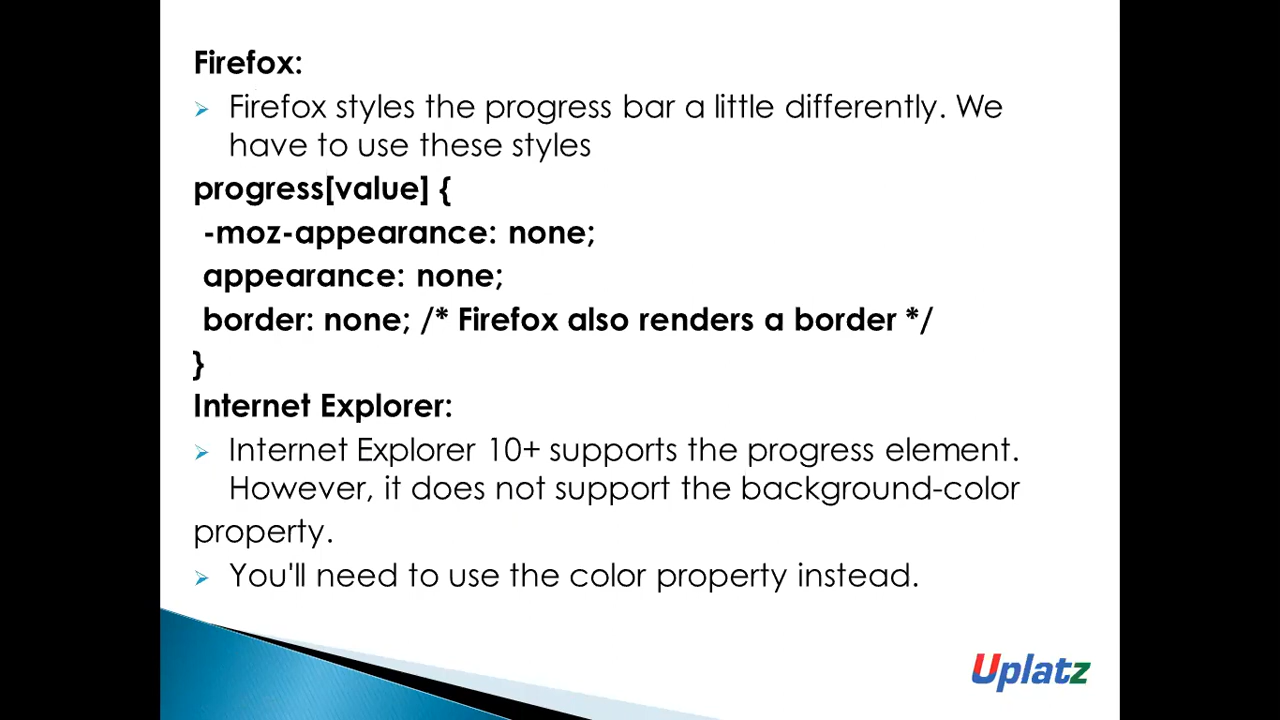 Firefox:
Firefox styles the progress bar a little differently. We
have to use these styles
progress[value] {
-moz-appearance: none;
appearance: none;
border: none; /* Firefox also renders a border */
}
Internet Explorer:
Internet Explorer 10+ supports the progress element.
However, it does not support the background-color
property.
You'll need to use the color property instead.
Uplatz